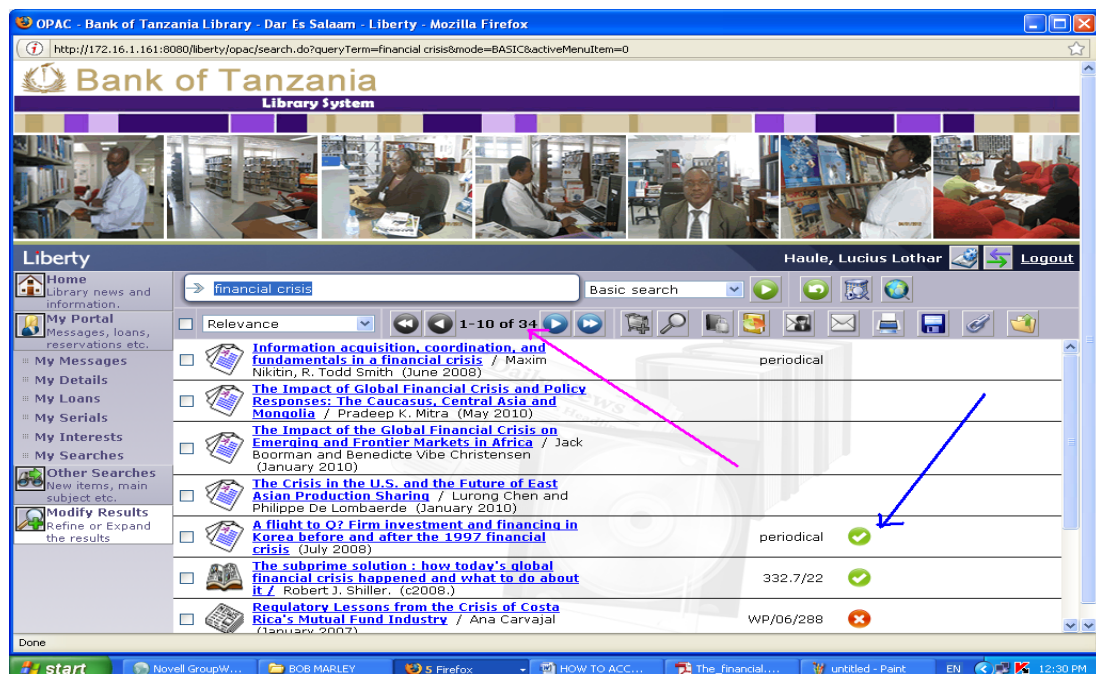 OPAC - Bank of Tanzania Library - Dar Es Salaam - Liberty - Mozilla Firefox
http://172.16.1.161:8080/liberty/opac/search.do?queryTerm=financial crisis&mode=BASIC&activeMenuItem=0
Bank of Tanzania
Library System
Liberty
Haule, Lucius Lothar
Logout
Home
Library news and
information.
My Portal
Messages, loans,
reservations etc.
My Messages
My Details
My Loans
My Serials
My Interests
My Searches
Other Searches
New items, main
subject etc.
Modify Results
Refine or Expand
the results
financial crisis
Basic search
Relevance
1-10 of 34
Information acquisition, coordination, and
fundamentals in a financial crisis / Maxim
Nikitin, R. Todd Smith (June 2008)
periodical
The Impact of Global Financial Crisis and Policy
Responses: The Caucasus, Central Asia and
Mongolia / Pradeep K. Mitra (May 2010)
The Impact of the Global Financial Crisis on
Emerging and Frontier Markets in Africa / Jack
Boorman and Benedicte Vibe Christensen
(January 2010)
The Crisis in the U.S. and the Future of East
Asian Production Sharing / Lurong Chen and
Philippe De Lombaerde (January 2010)
A flight to Q? Firm investment and financing in
Korea before and after the 1997 financial
crisis (July 2008)
periodical
The subprime solution : how today's global
financial crisis happened and what to do about
it / Robert J. Shiller. (c2008.)
332.7/22
Regulatory Lessons from the Crisis of Costa
Rica's Mutual Fund Industry / Ana Carvajal
(January 2007)
WP/06/288
Done
start
Novell GroupW...
BOB MARLEY
5 Firefox
HOW TO ACC...
The_financial....
untitled - Paint
EN
12:30 PM